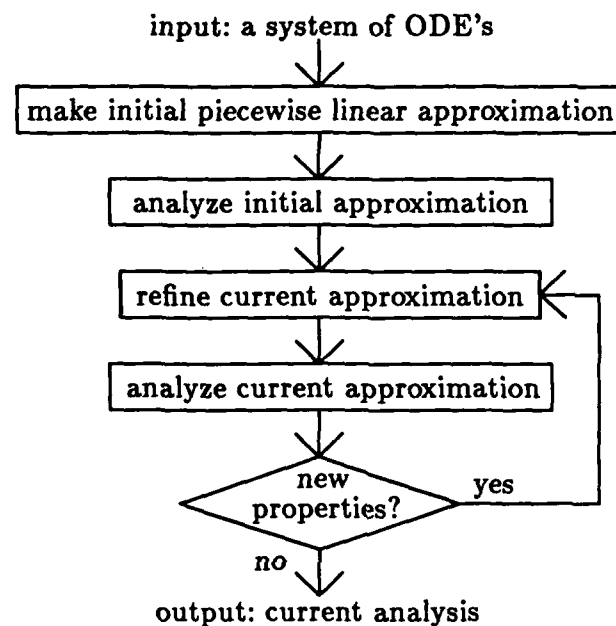 input: a system of ODE's
make initial piecewise linear approximation
analyze initial approximation
refine current approximation
analyze current approximation
new
properties?
yes
no
output: current analysis